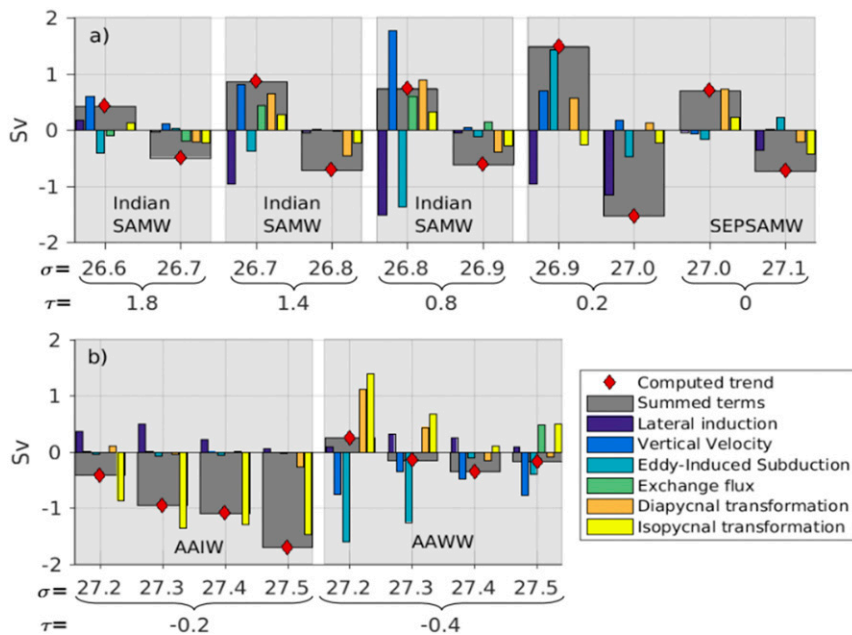 2
a)
1
0
-1
-2
Sv
Indian SAMW
Indian SAMW
Indian SAMW
SEPSAMW
σ= 26.6 26.7 26.7 26.8 26.8 26.9 26.9 27.0 27.0 27.1
τ= 1.8 1.4 0.8 0.2 0
2
b)
1
0
-1
-2
Sv
AAIW
AAWW
σ= 27.2 27.3 27.4 27.5 27.2 27.3 27.4 27.5
τ= -0.2 -0.4
Computed trend
Summed terms
Lateral induction
Vertical Velocity
Eddy-Induced Subduction
Exchange flux
Diapycnal transformation
Isopycnal transformation